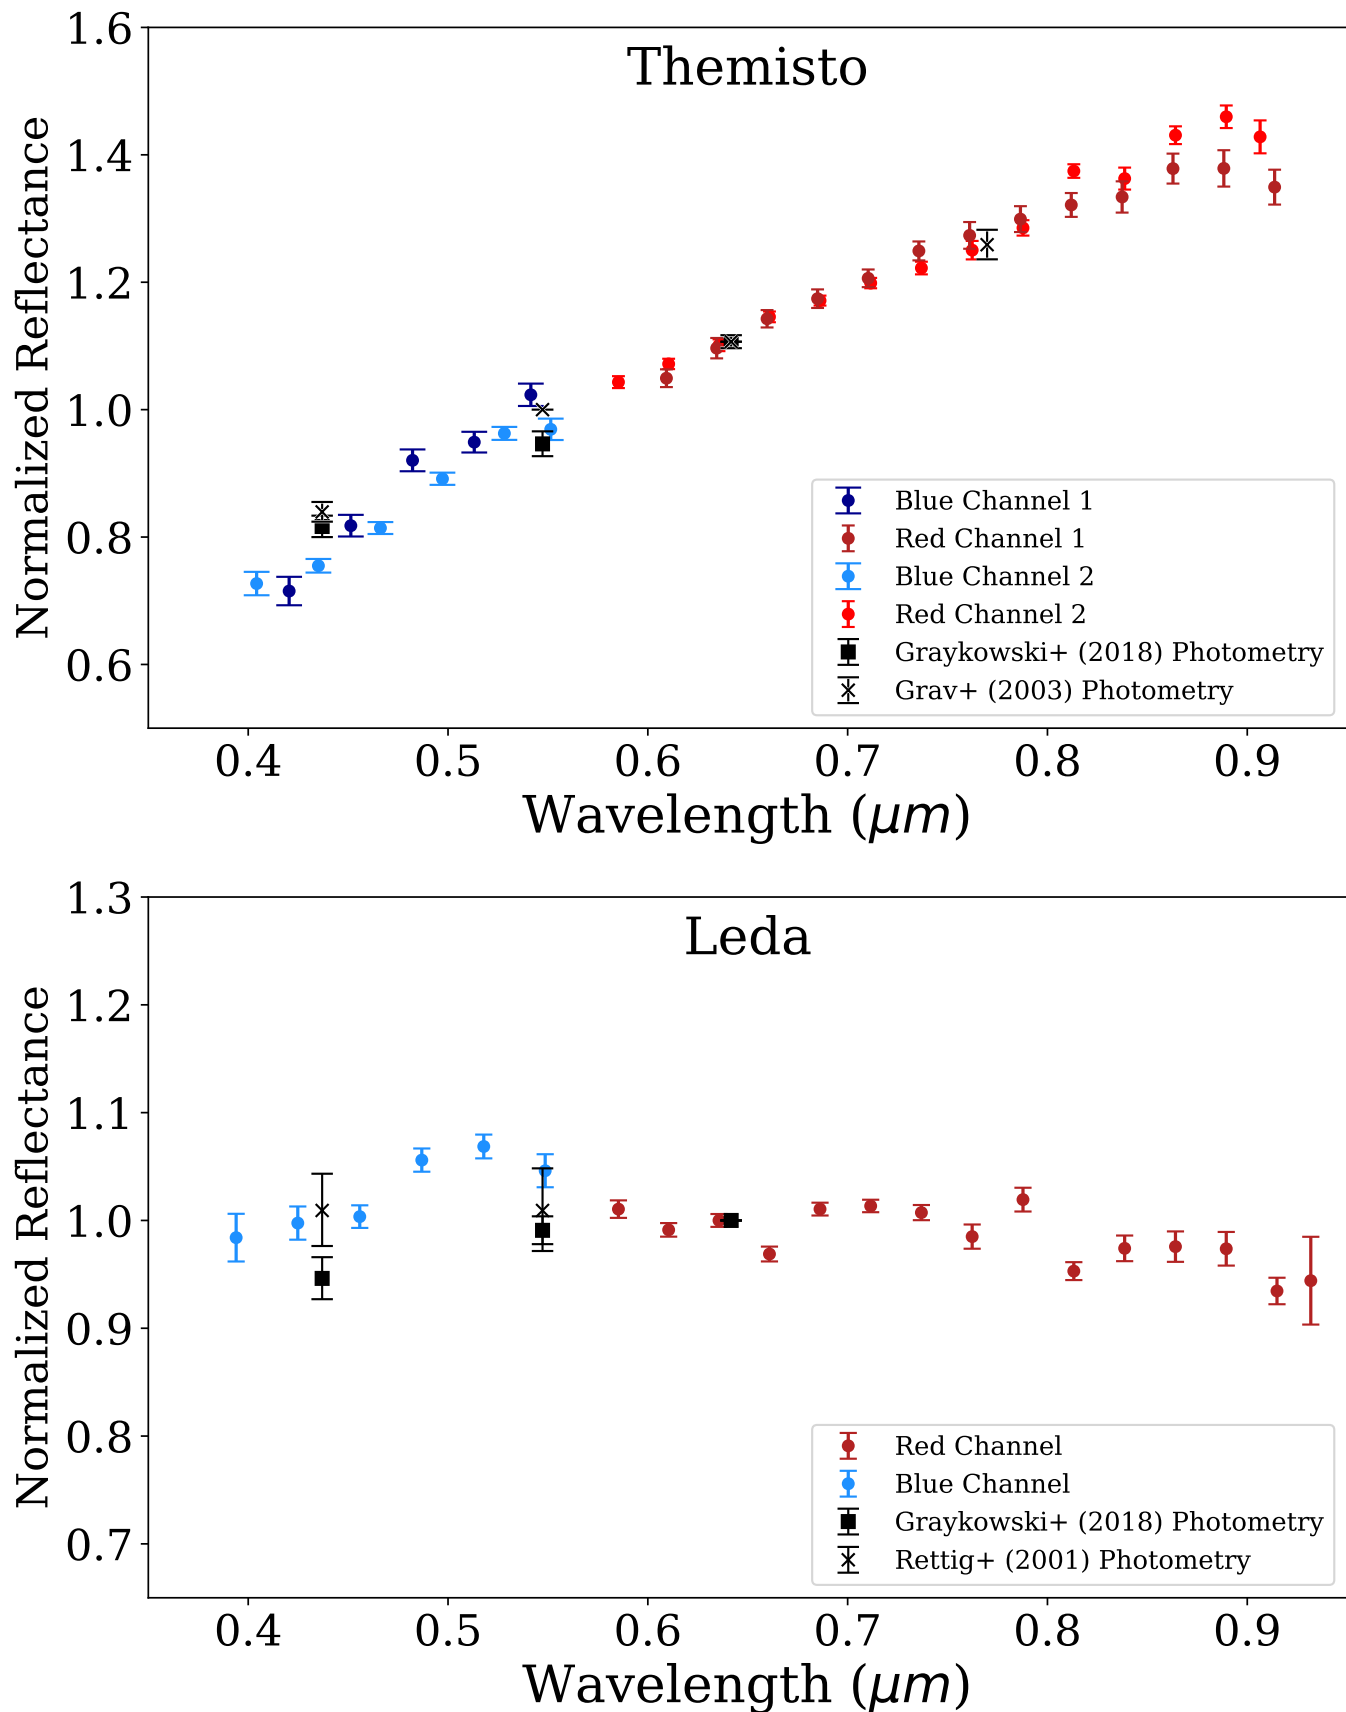 Themisto
Normalized Reflectance
1.6
1.4
1.2
1.0
0.8
0.6
Blue Channel 1
Red Channel 1
Blue Channel 2
Red Channel 2
Graykowski+ (2018) Photometry
Grav+ (2003) Photometry
0.4 0.5 0.6 0.7 0.8 0.9
Wavelength (μm)
Leda
Normalized Reflectance
1.3
1.2
1.1
1.0
0.9
0.8
0.7
Red Channel
Blue Channel
Graykowski+ (2018) Photometry
Rettig+ (2001) Photometry
0.4 0.5 0.6 0.7 0.8 0.9
Wavelength (μm)